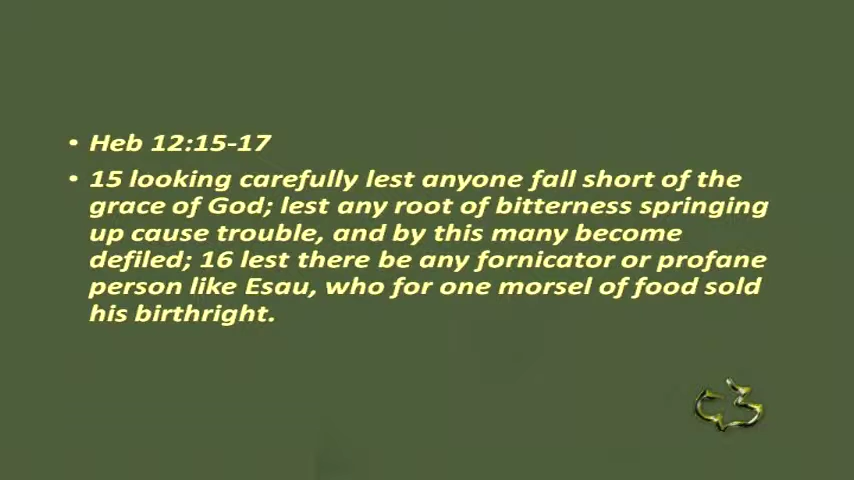 • Heb 12:15-17
• 15 looking carefully lest anyone fall short of the
grace of God; lest any root of bitterness springing
up cause trouble, and by this many become
defiled; 16 lest there be any fornicator or profane
person like Esau, who for one morsel of food sold
his birthright.